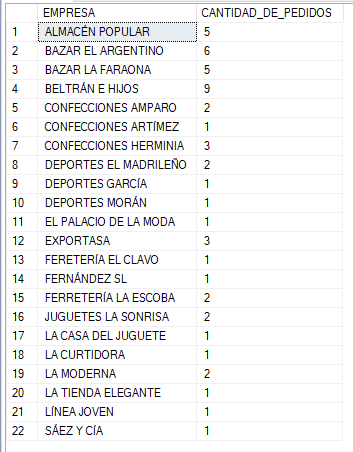 EMPRESA CANTIDAD_DE_PEDIDOS
1 ALMACÉN POPULAR 5
2 BAZAR EL ARGENTINO 6
3 BAZAR LA FARAONA 5
4 BELTRÁN E HIJOS 9
5 CONFECCIONES AMPARO 2
6 CONFECCIONES ARTÍMEZ 1
7 CONFECCIONES HERMINIA 3
8 DEPORTES EL MADRILEÑO 2
9 DEPORTES GARCÍA 1
10 DEPORTES MORÁN 1
11 EL PALACIO DE LA MODA 1
12 EXPORTASA 3
13 FERETERÍA EL CLAVO 1
14 FERNÁNDEZ SL 1
15 FERRETERÍA LA ESCOBA 2
16 JUGUETES LA SONRISA 2
17 LA CASA DEL JUGUETE 1
18 LA CURTIDORA 1
19 LA MODERNA 2
20 LA TIENDA ELEGANTE 1
21 LÍNEA JOVEN 1
22 SÁEZ Y CÍA 1